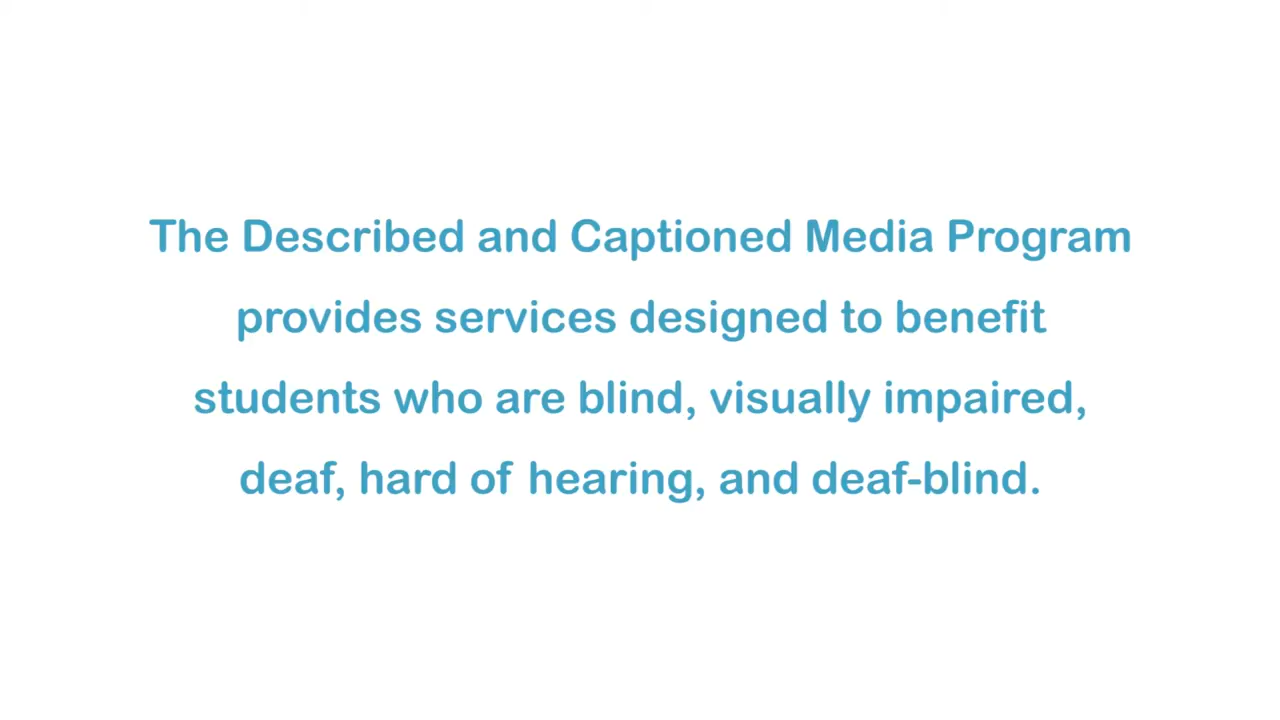 The Described and Captioned Media Program
provides services designed to benefit
students who are blind, visually impaired,
deaf, hard of hearing, and deaf-blind.